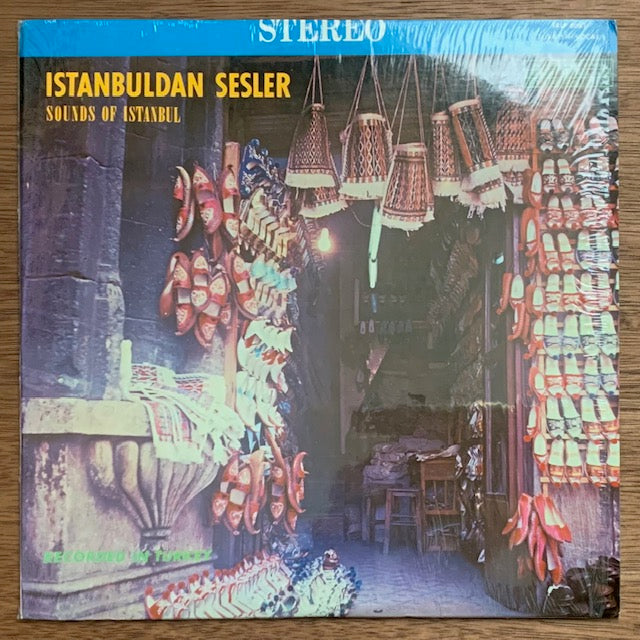 STEREO
ISTANBULDAN SESLER
SOUNDS OF ISTANBUL
RECORDED IN TURKEY